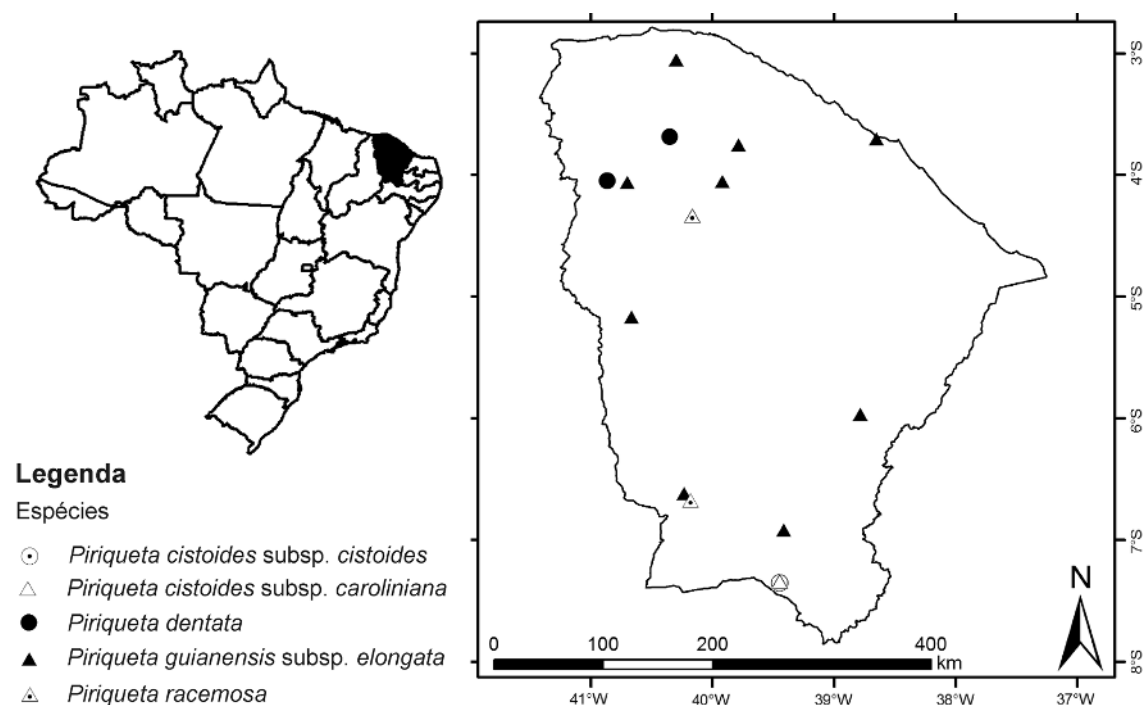 Legenda
Espécies
Piriqueta cistoides subsp. cistoides
Piriqueta cistoides subsp. caroliniana
Piriqueta dentata
Piriqueta guianensis subsp. elongata
Piriqueta racemosa
3°S
4°S
5°S
6°S
7°S
8°S
N
0 100 200 400
km
41°W 40°W 39°W 38°W 37°W